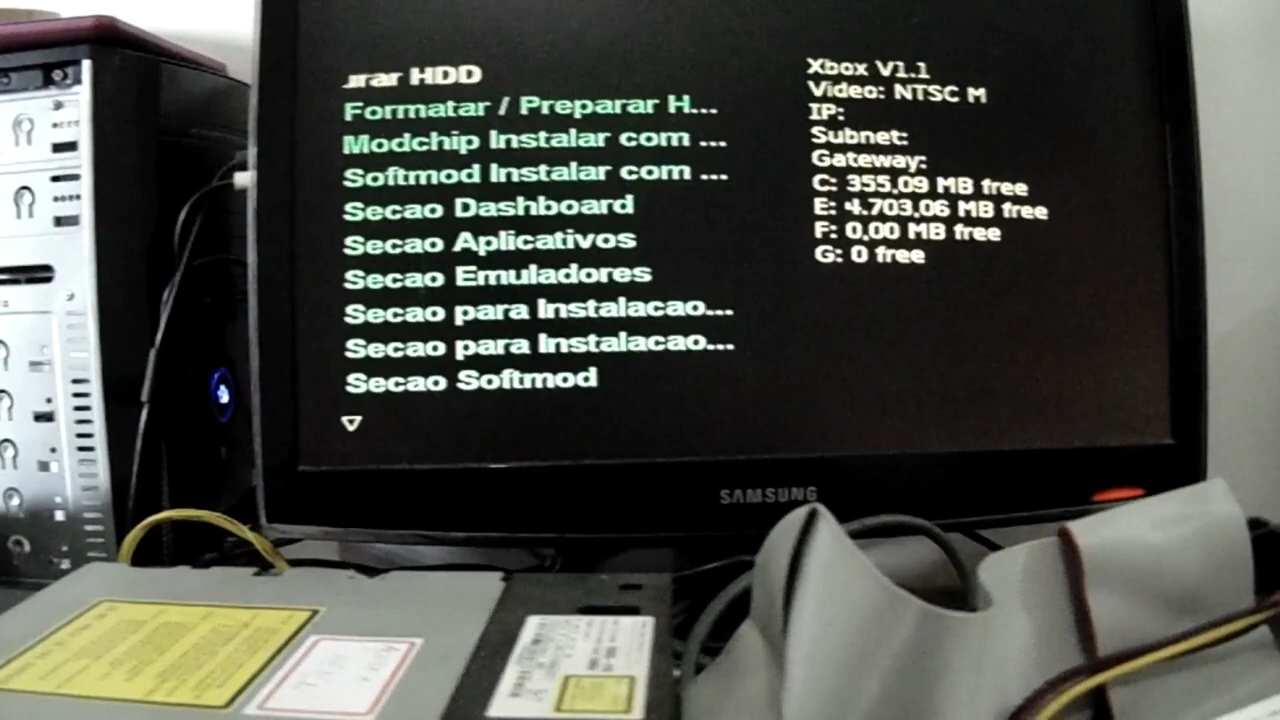 HDD
Formatar / Preparar H...
Modchip Instalar com ...
Softmod Instalar com ...
Secao Dashboard
Secao Aplicativos
Secao Emuladores
Secao para Instalacao...
Secao para Instalacao...
Secao Softmod
Xbox V1.1
Video: NTSC M
IP:
Subnet:
Gateway:
C: 355,09 MB free
E: 4.703,06 MB free
F: 0,00 MB free
G: 0 free
SAMSUNG